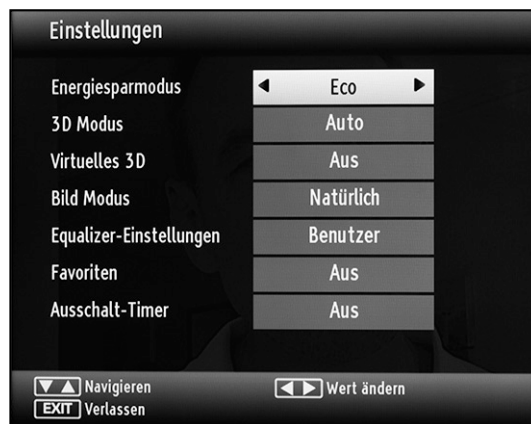 Einstellungen
Energiesparmodus Eco
3D Modus Auto
Virtuelles 3D Aus
Bild Modus Natürlich
Equalizer-Einstellungen Benutzer
Favoriten Aus
Ausschalt-Timer Aus
Navigieren Wert ändern
EXIT Verlassen